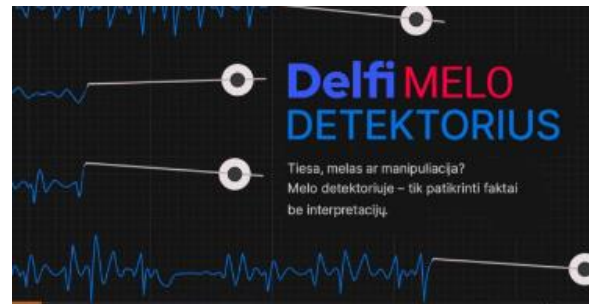 Delfi MELO
DETEKTORIUS
Tiesa, melas ar manipuliacija?
Melo detektoriuje – tik patikrinti faktai
be interpretacijų.